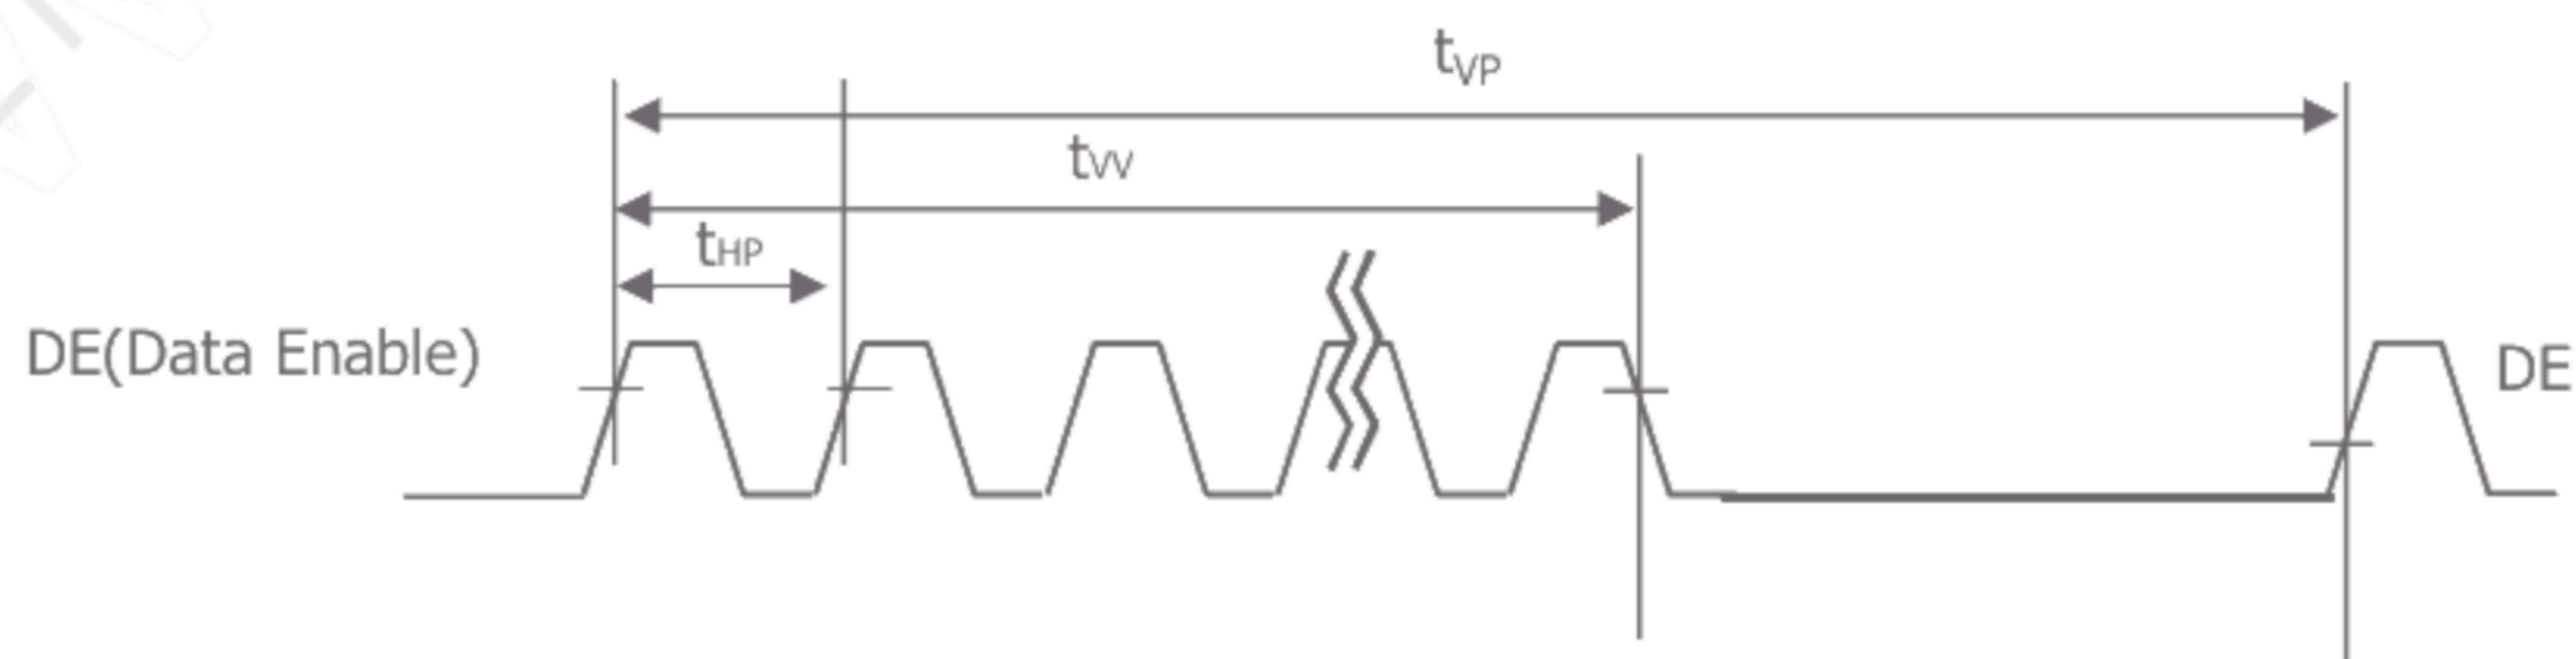 tVP
tVV
tHP
DE(Data Enable)
DE